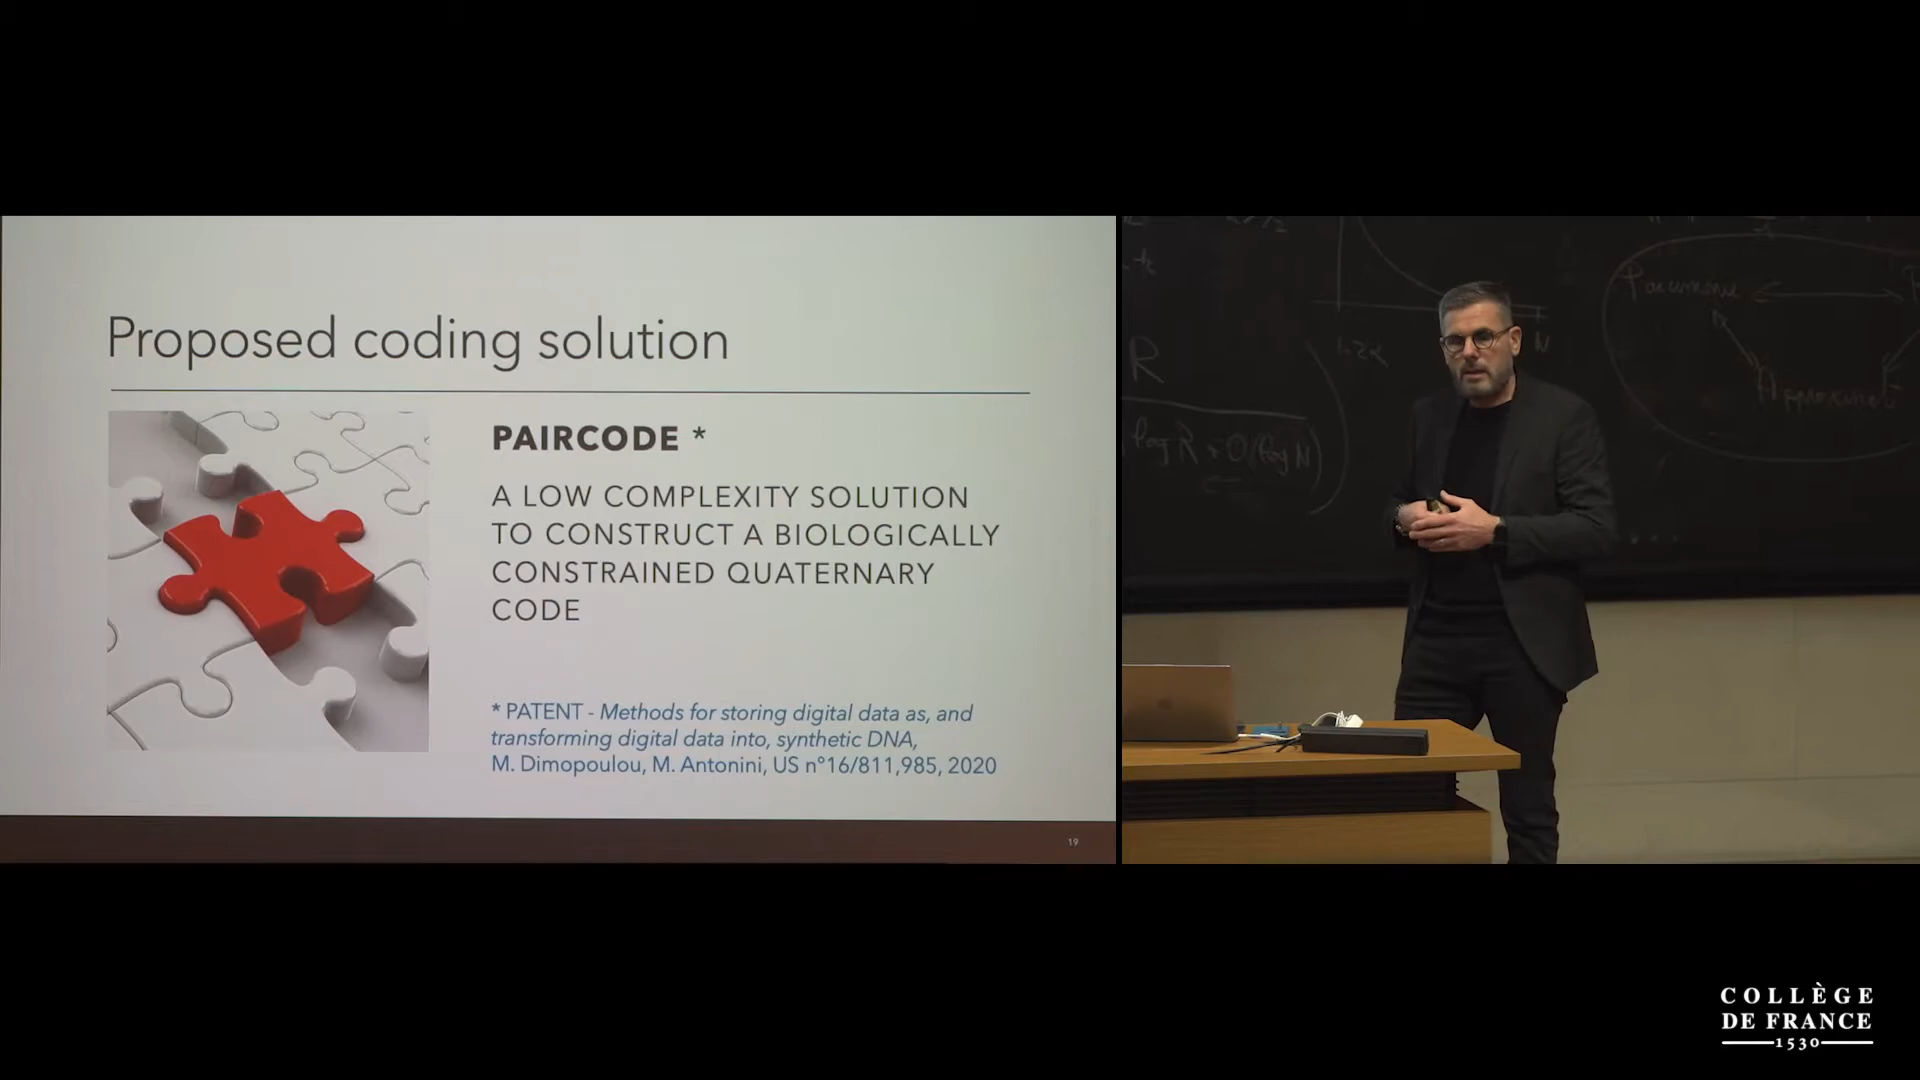 Proposed coding solution
PAIRCODE *
A LOW COMPLEXITY SOLUTION
TO CONSTRUCT A BIOLOGICALLY
CONSTRAINED QUATERNARY
CODE
* PATENT - Methods for storing digital data as, and
transforming digital data into, synthetic DNA,
M. Dimopoulou, M. Antonini, US n°16/811,985, 2020
19
R
log R + O(log N)
N
COLLÈGE
DE FRANCE
1530